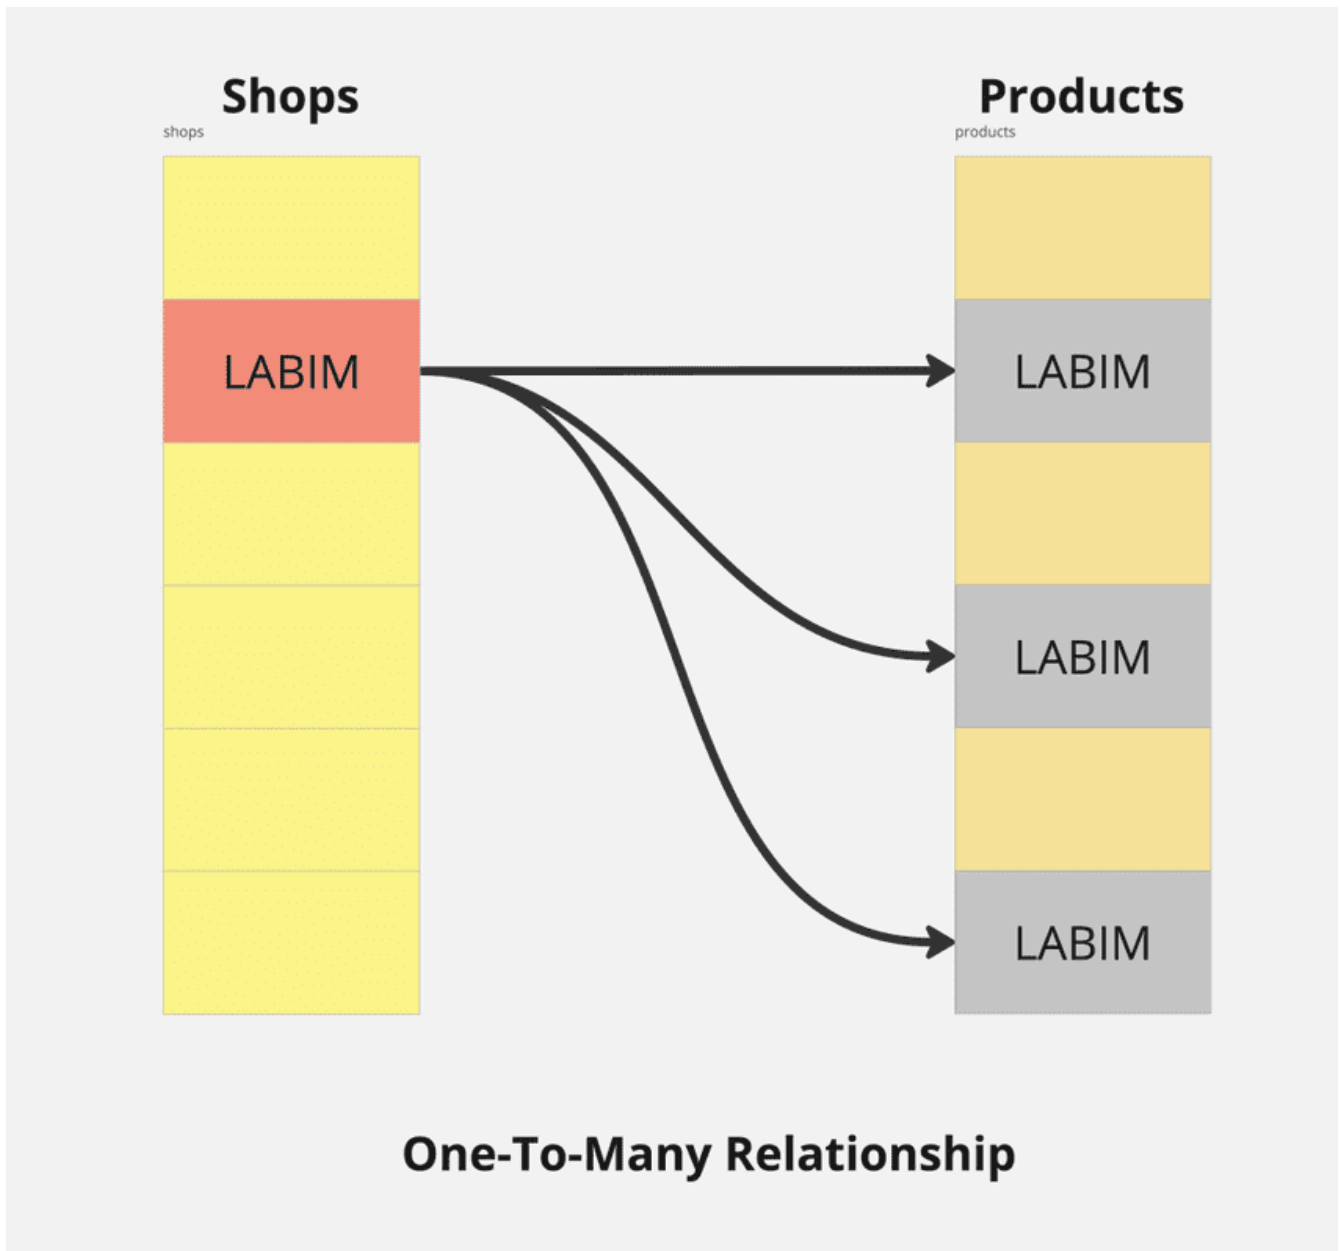 Shops
shops
Products
products
LABIM
LABIM
LABIM
LABIM
One-To-Many Relationship